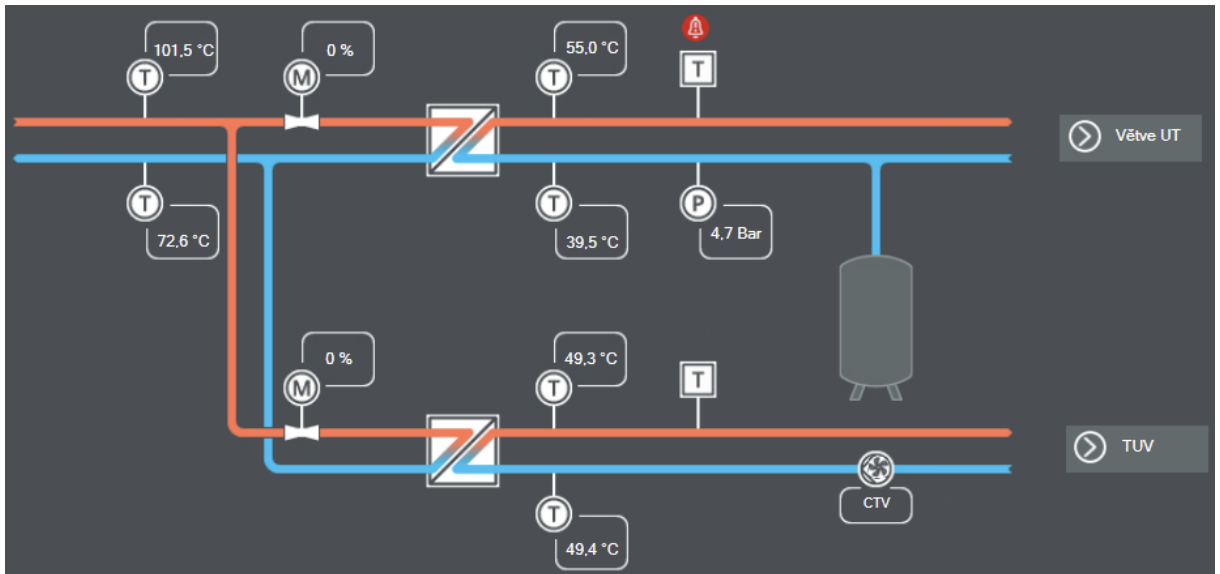 101,5 °C
0 %
55,0 °C
T
M
T
T
Větve UT
T
T
P
72,6 °C
39,5 °C
4,7 Bar
0 %
49,3 °C
M
T
T
TUV
CTV
T
49,4 °C